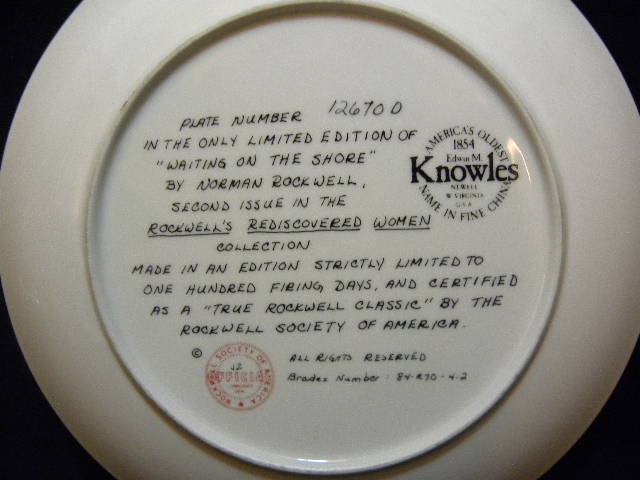 PLATE NUMBER 12670 D
IN THE ONLY LIMITED EDITION OF
"WAITING ON THE SHORE"
BY NORMAN ROCKWELL,
SECOND ISSUE IN THE
ROCKWELL'S REDISCOVERED WOMEN
COLLECTION
MADE IN AN EDITION STRICTLY LIMITED TO
ONE HUNDRED FIRING DAYS, AND CERTIFIED
AS A "TRUE ROCKWELL CLASSIC" BY THE
ROCKWELL SOCIETY OF AMERICA.
AMERICA'S OLDEST
1854
Edwin M.
Knowles
NEWELL
W VIRGINIA
U.S.A
NAME IN FINE CHINA
©
ROCKWELL SOCIETY OF AMERICA
OFFICIAL
ALL RIGHTS RESERVED
Bradex Number: 84-R70-4.2